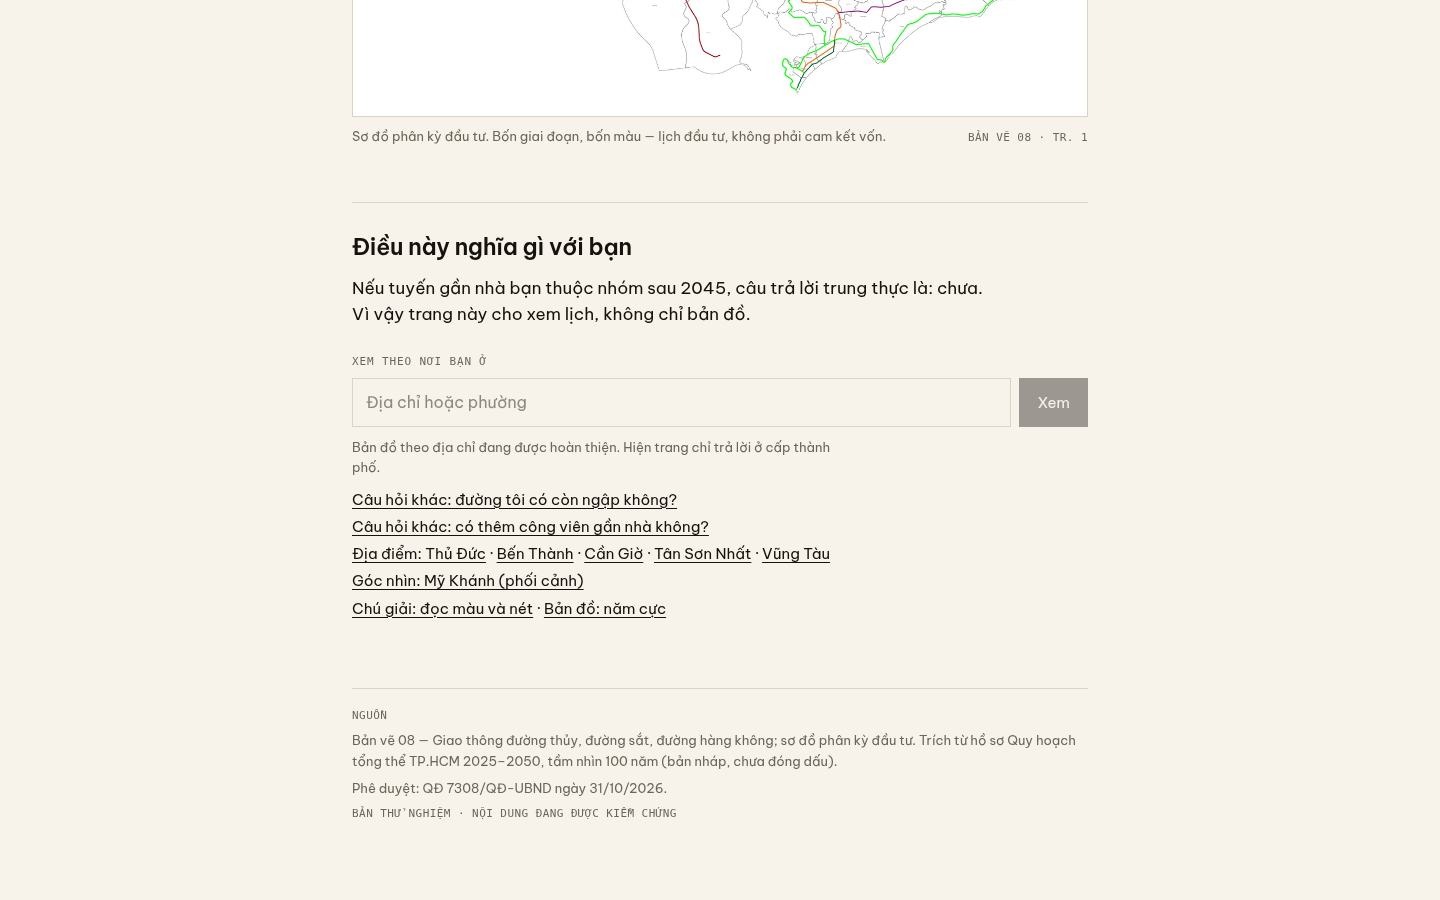 Sơ đồ phân kỳ đầu tư. Bốn giai đoạn, bốn màu — lịch đầu tư, không phải cam kết vốn.
BẢN VẼ 08 · TR. 1
Điều này nghĩa gì với bạn
Nếu tuyến gần nhà bạn thuộc nhóm sau 2045, câu trả lời trung thực là: chưa.
Vì vậy trang này cho xem lịch, không chỉ bản đồ.
XEM THEO NƠI BẠN Ở
Địa chỉ hoặc phường
Xem
Bản đồ theo địa chỉ đang được hoàn thiện. Hiện trang chỉ trả lời ở cấp thành
phố.
Câu hỏi khác: đường tôi có còn ngập không?
Câu hỏi khác: có thêm công viên gần nhà không?
Địa điểm: Thủ Đức · Bến Thành · Cần Giờ · Tân Sơn Nhất · Vũng Tàu
Góc nhìn: Mỹ Khánh (phối cảnh)
Chú giải: đọc màu và nét · Bản đồ: năm cực
NGUỒN
Bản vẽ 08 — Giao thông đường thủy, đường sắt, đường hàng không; sơ đồ phân kỳ đầu tư. Trích từ hồ sơ Quy hoạch
tổng thể TP.HCM 2025–2050, tầm nhìn 100 năm (bản nháp, chưa đóng dấu).
Phê duyệt: QĐ 7308/QĐ-UBND ngày 31/10/2026.
BẢN THỬ NGHIỆM · NỘI DUNG ĐANG ĐƯỢC KIỂM CHỨNG